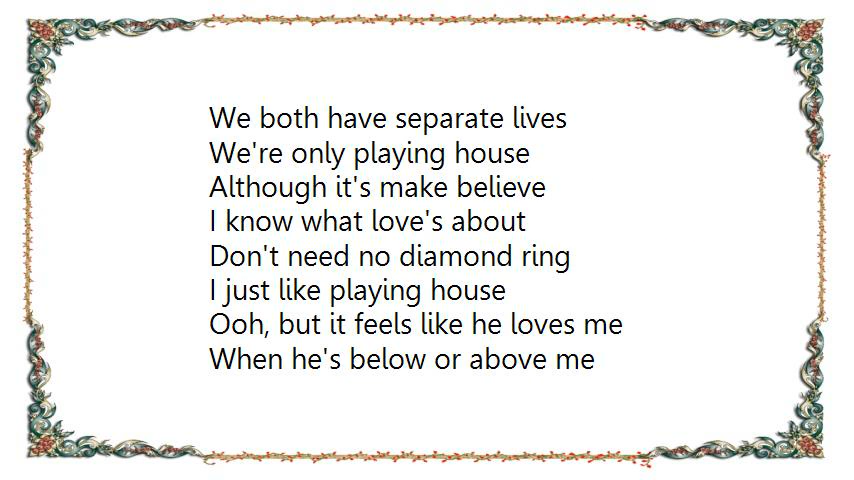 We both have separate lives
We're only playing house
Although it's make believe
I know what love's about
Don't need no diamond ring
I just like playing house
Ooh, but it feels like he loves me
When he's below or above me